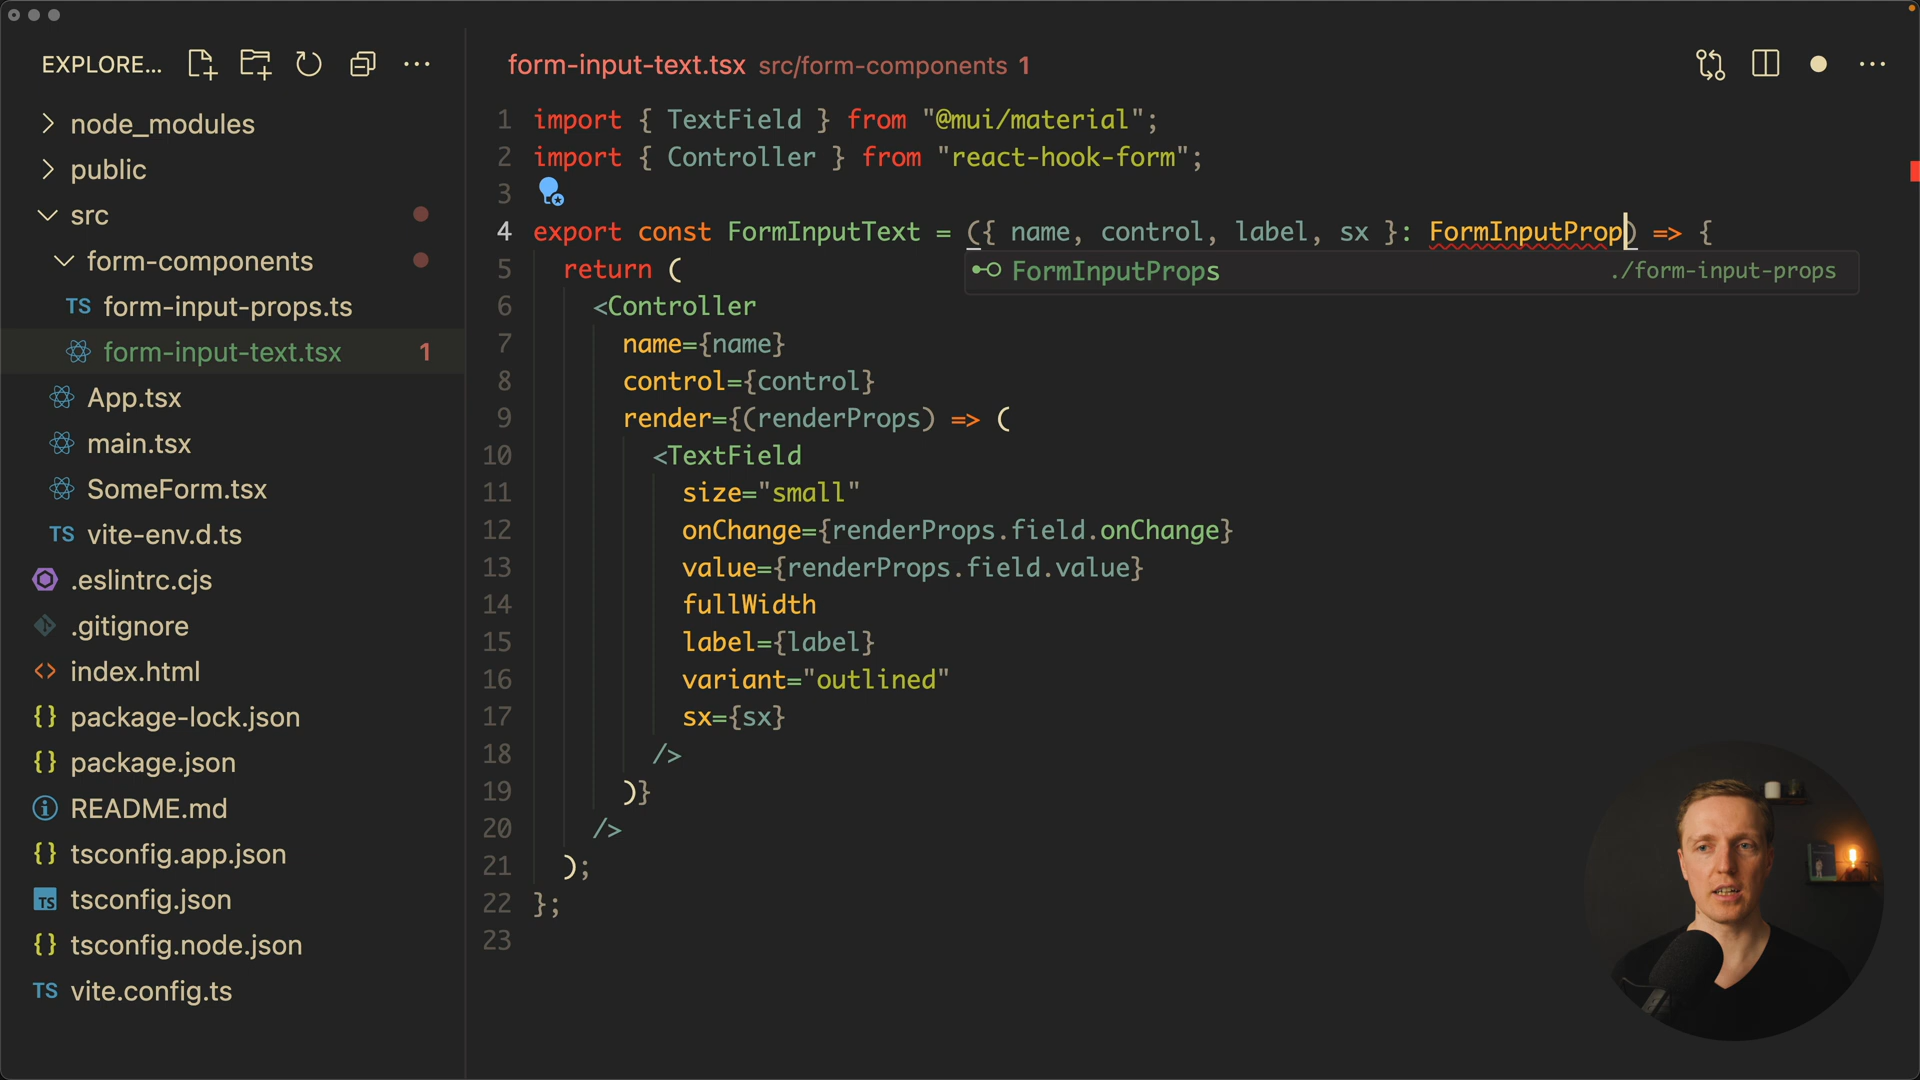 EXPLORE...
node_modules
public
src
form-components
TS form-input-props.ts
form-input-text.tsx 1
App.tsx
main.tsx
SomeForm.tsx
TS vite-env.d.ts
.eslintrc.cjs
.gitignore
index.html
{} package-lock.json
{} package.json
README.md
{} tsconfig.app.json
TS tsconfig.json
{} tsconfig.node.json
TS vite.config.ts
form-input-text.tsx src/form-components 1
1 import { TextField } from "@mui/material";
2 import { Controller } from "react-hook-form";
3
4 export const FormInputText = ({ name, control, label, sx }: FormInputProp) => {
FormInputProps ./form-input-props
5 return (
6 <Controller
7 name={name}
8 control={control}
9 render={(renderProps) => (
10 <TextField
11 size="small"
12 onChange={renderProps.field.onChange}
13 value={renderProps.field.value}
14 fullWidth
15 label={label}
16 variant="outlined"
17 sx={sx}
18 />
19 )}
20 />
21 );
22 };
23